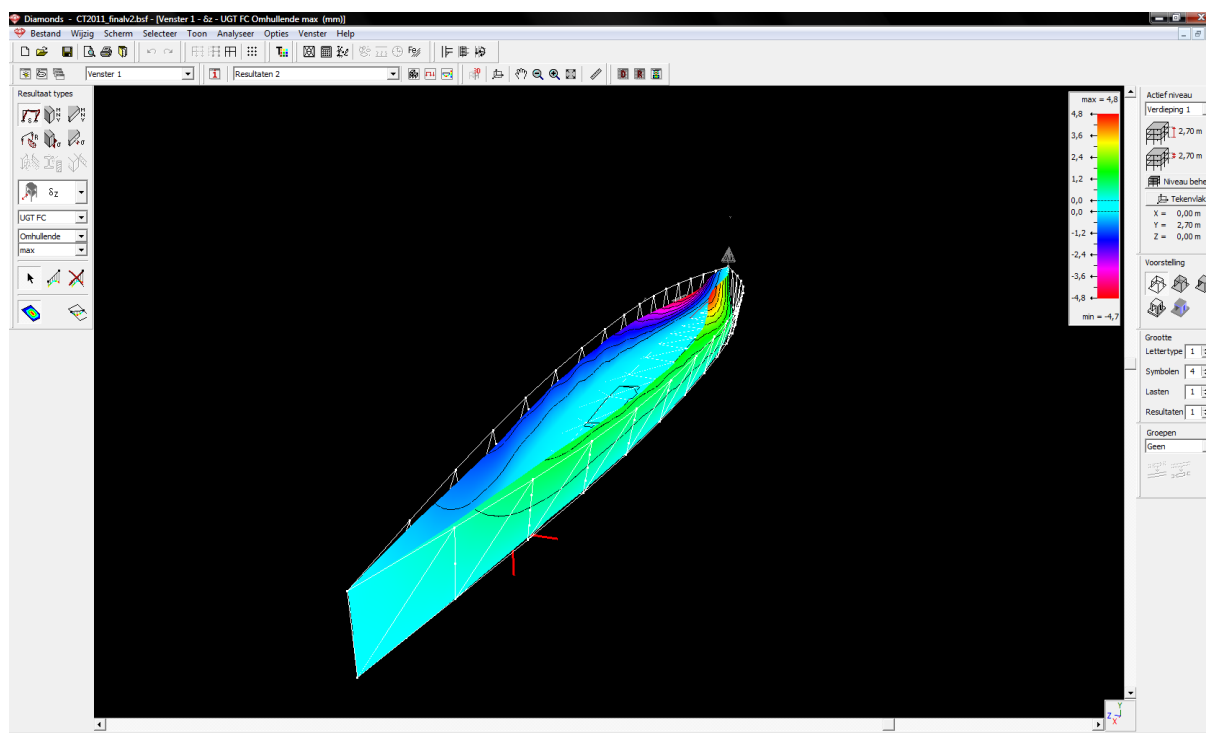 Diamonds - CT2011_finalv2.bsf - [Venster 1 - δz - UGT FC Omhullende max (mm)]
Bestand Wijzig Scherm Selecteer Toon Analyseer Opties Venster Help
Venster 1
Resultaten 2
Resultaat types
δz
UGT FC
Omhullende
max
max = 4,8
4,8
3,6
2,4
1,2
0,0
0,0
-1,2
-2,4
-3,6
-4,8
min = -4,7
Z Y X
Actief niveau
Verdieping 1
2,70 m
2,70 m
Niveau behe
Tekenvlak
X = 0,00 m
Y = 2,70 m
Z = 0,00 m
Voorstelling
Grootte
Lettertype 1
Symbolen 4
Lasten 1
Resultaten 1
Groepen
Geen